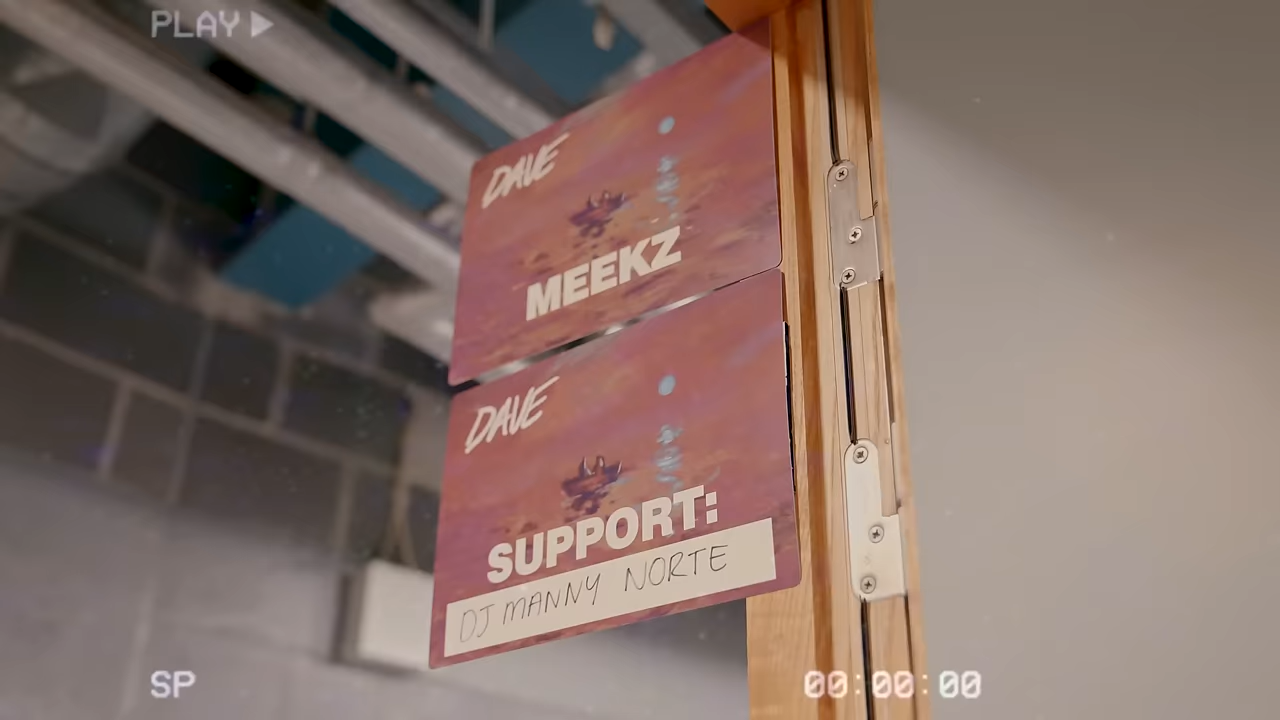 PLAY
DAVE
MEEKZ
DAVE
SUPPORT:
DJ MANNY NORTE
SP
00:00:00